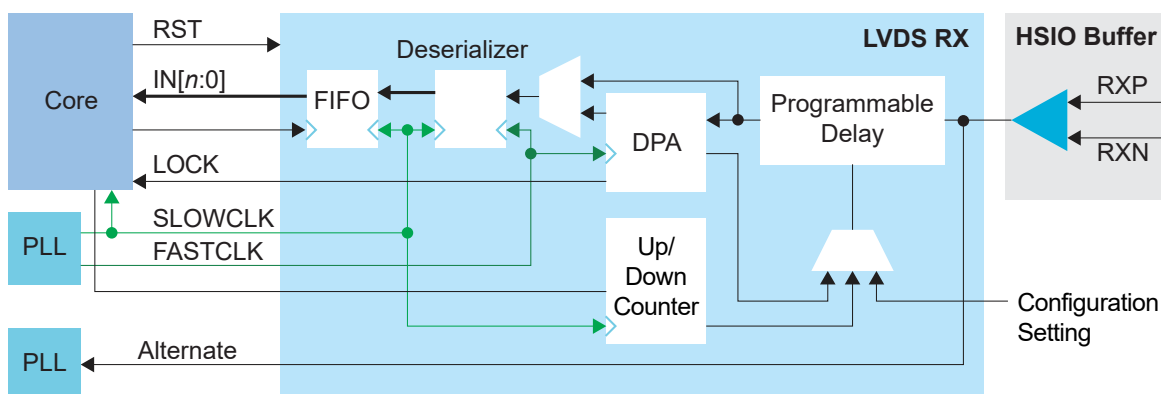 RST
LVDS RX
HSIO Buffer
Deserializer
IN[n:0]
Core
FIFO
RXP
Programmable
Delay
DPA
RXN
LOCK
SLOWCLK
PLL
FASTCLK
Up/
Down
Counter
Configuration
Setting
Alternate
PLL